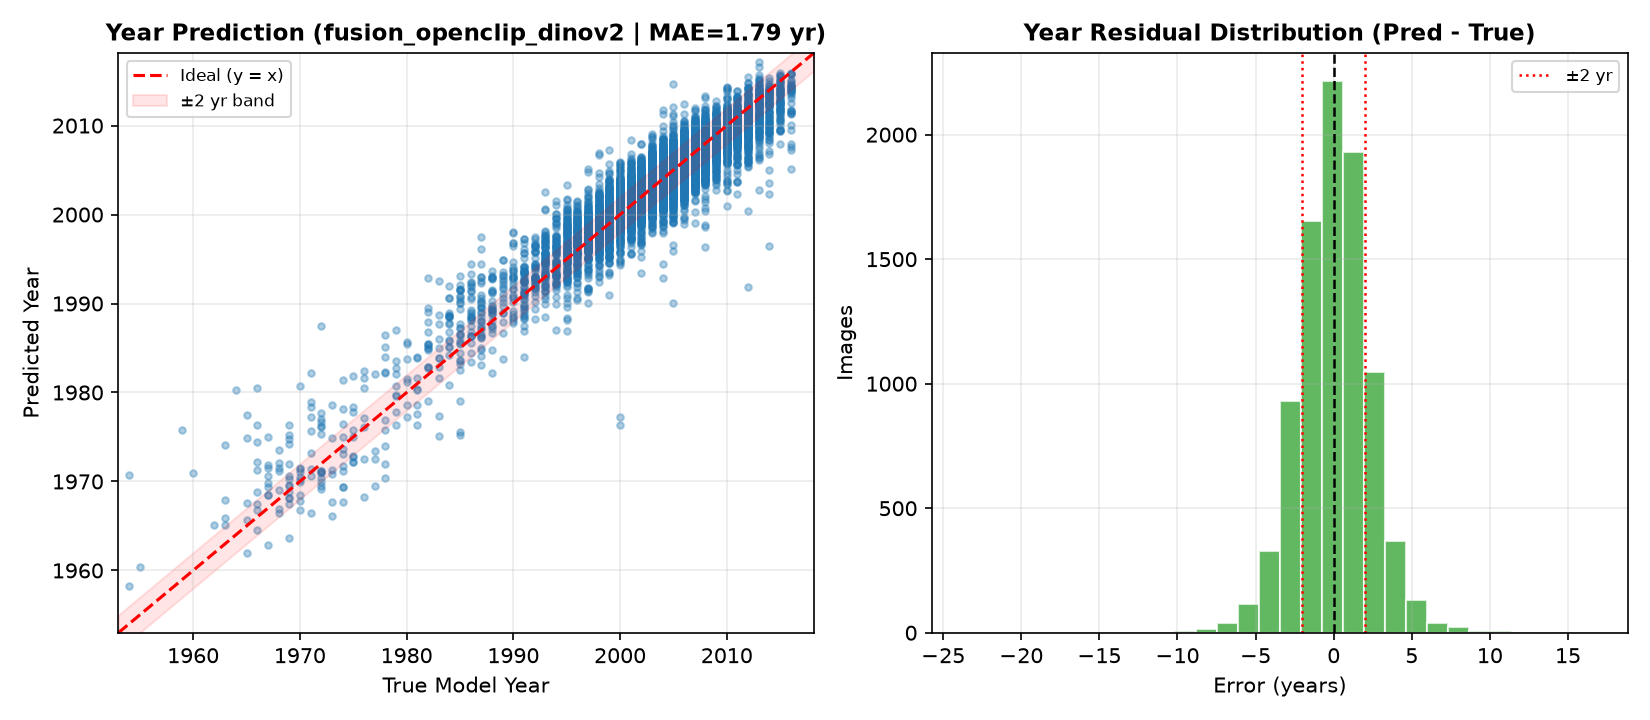 Year Prediction (fusion_openclip_dinov2 | MAE=1.79 yr)
Ideal (y = x)
±2 yr band
Predicted Year
2010
2000
1990
1980
1970
1960
1960 1970 1980 1990 2000 2010
True Model Year
Year Residual Distribution (Pred - True)
±2 yr
Images
2000
1500
1000
500
0
−25 −20 −15 −10 −5 0 5 10 15
Error (years)